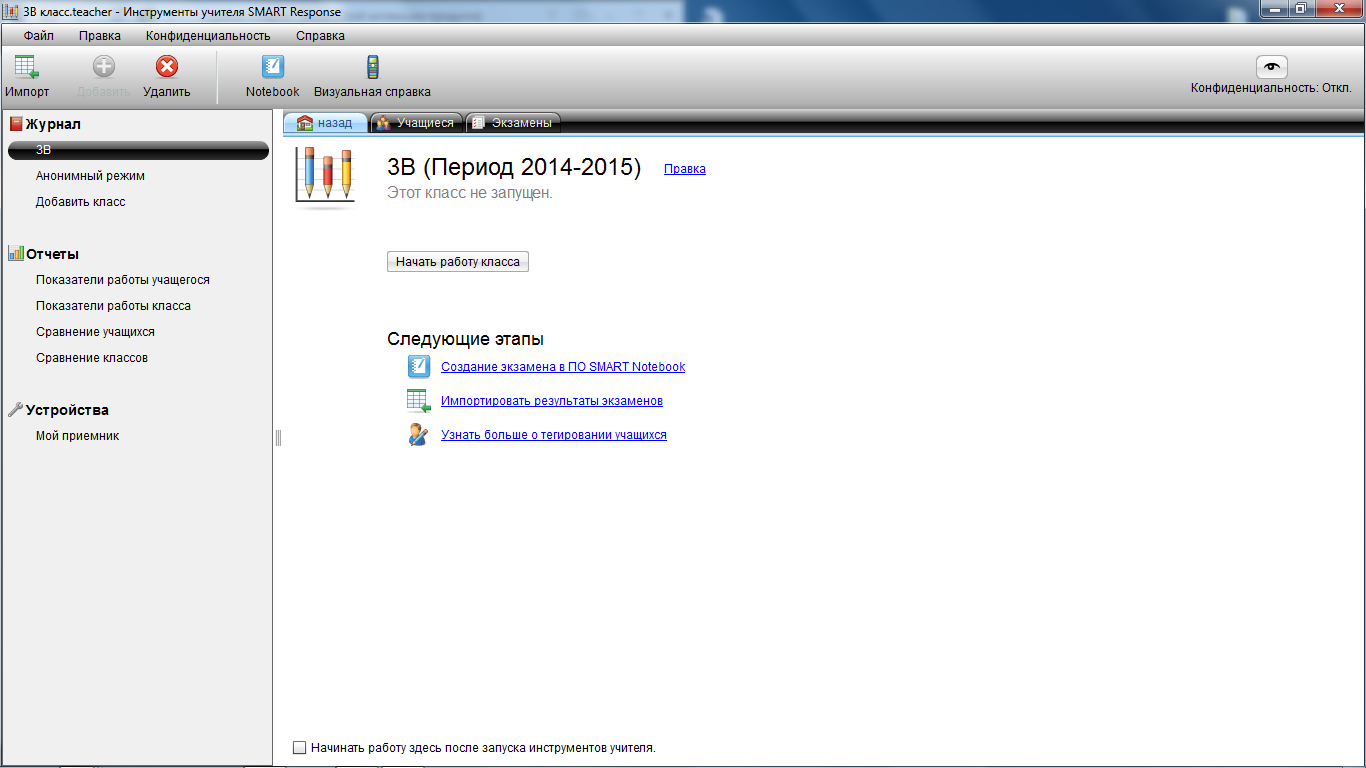 3В класс.teacher - Инструменты учителя SMART Response
Файл Правка Конфиденциальность Справка
Импорт Добавить Удалить Notebook Визуальная справка Конфиденциальность: Откл.
Журнал
3В
Анонимный режим
Добавить класс
Отчеты
Показатели работы учащегося
Показатели работы класса
Сравнение учащихся
Сравнение классов
Устройства
Мой приемник
назад Учащиеся Экзамены
3В (Период 2014-2015) Правка
Этот класс не запущен.
Начать работу класса
Следующие этапы
Создание экзамена в ПО SMART Notebook
Импортировать результаты экзаменов
Узнать больше о тегировании учащихся
Начинать работу здесь после запуска инструментов учителя.